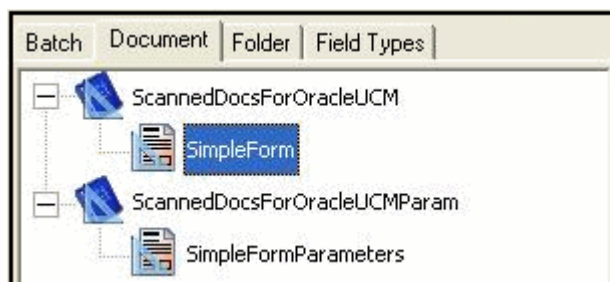 Batch Document Folder Field Types
ScannedDocsForOracleUCM
SimpleForm
ScannedDocsForOracleUCMParam
SimpleFormParameters